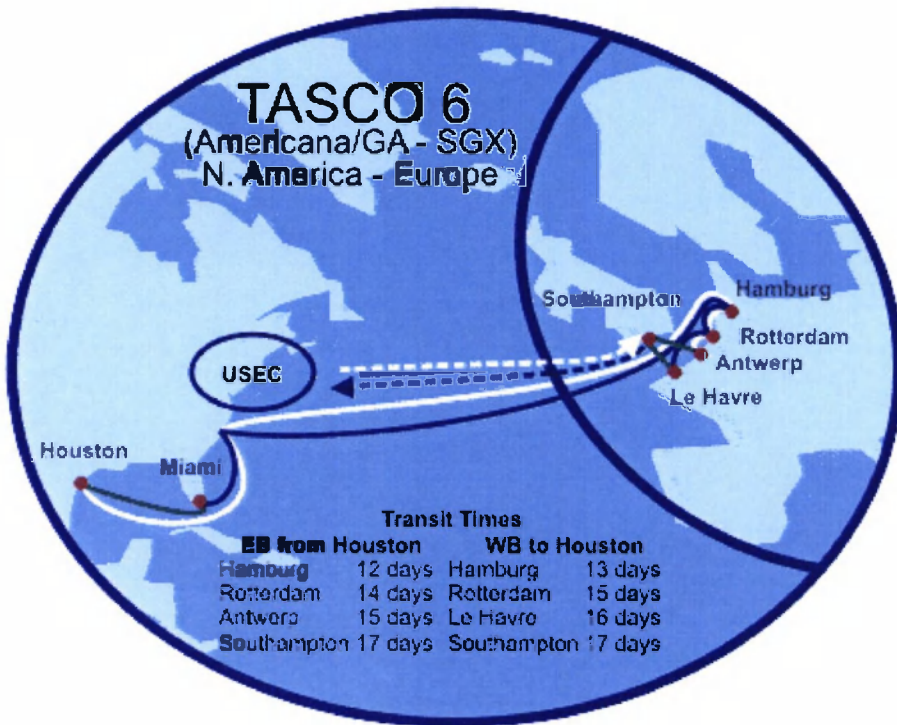 TASCO 6
(Americana/GA - SGX)
N. America - Europe
Southampton
Hamburg
Rotterdam
Antwerp
Le Havre
USEC
Houston
Miami
Transit Times
EB from Houston WB to Houston
Hamburg 12 days Hamburg 13 days
Rotterdam 14 days Rotterdam 15 days
Antwerp 15 days Le Havre 16 days
Southampton 17 days Southampton 17 days